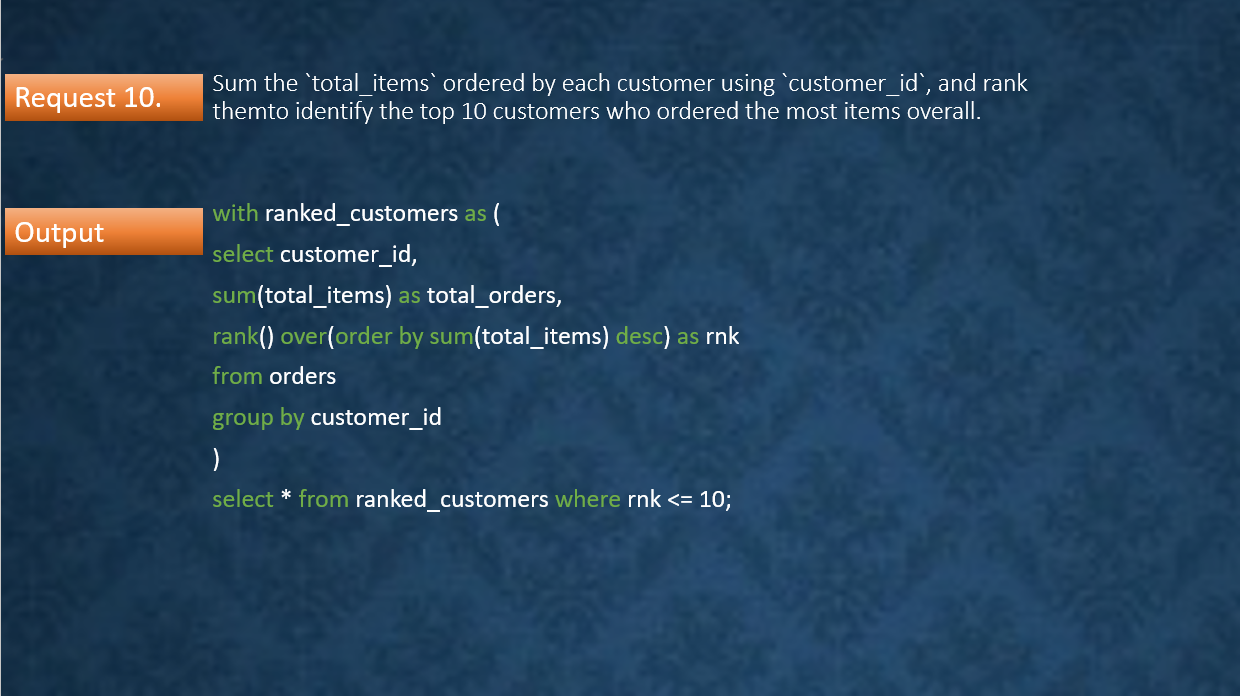 Request 10.
Sum the `total_items` ordered by each customer using `customer_id`, and rank
themto identify the top 10 customers who ordered the most items overall.
Output
with ranked_customers as (
select customer_id,
sum(total_items) as total_orders,
rank() over(order by sum(total_items) desc) as rnk
from orders
group by customer_id
)
select * from ranked_customers where rnk <= 10;